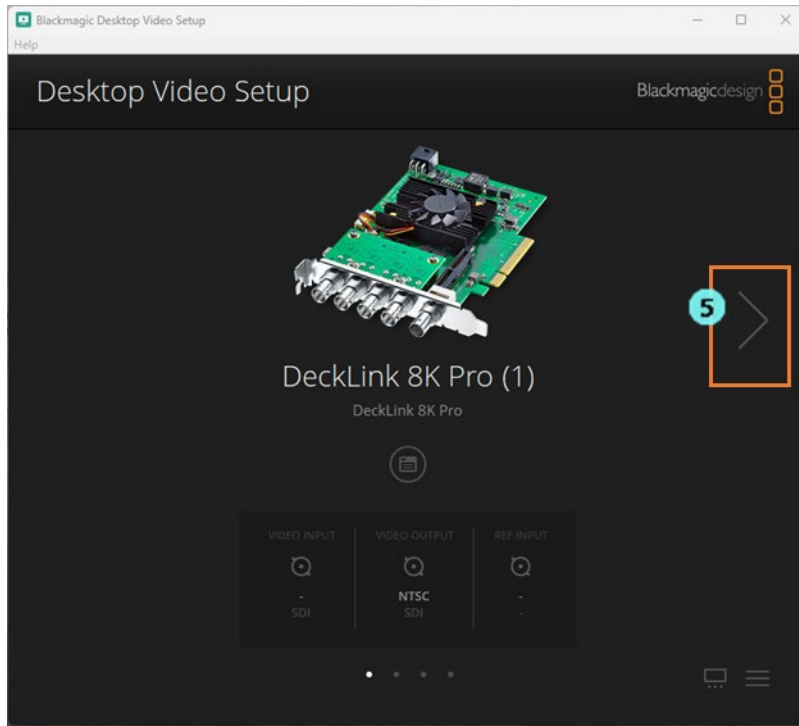 Blackmagic Desktop Video Setup
Help
Desktop Video Setup
Blackmagicdesign
5
DeckLink 8K Pro (1)
DeckLink 8K Pro
VIDEO INPUT VIDEO OUTPUT REF INPUT
- NTSC -
SDI SDI -